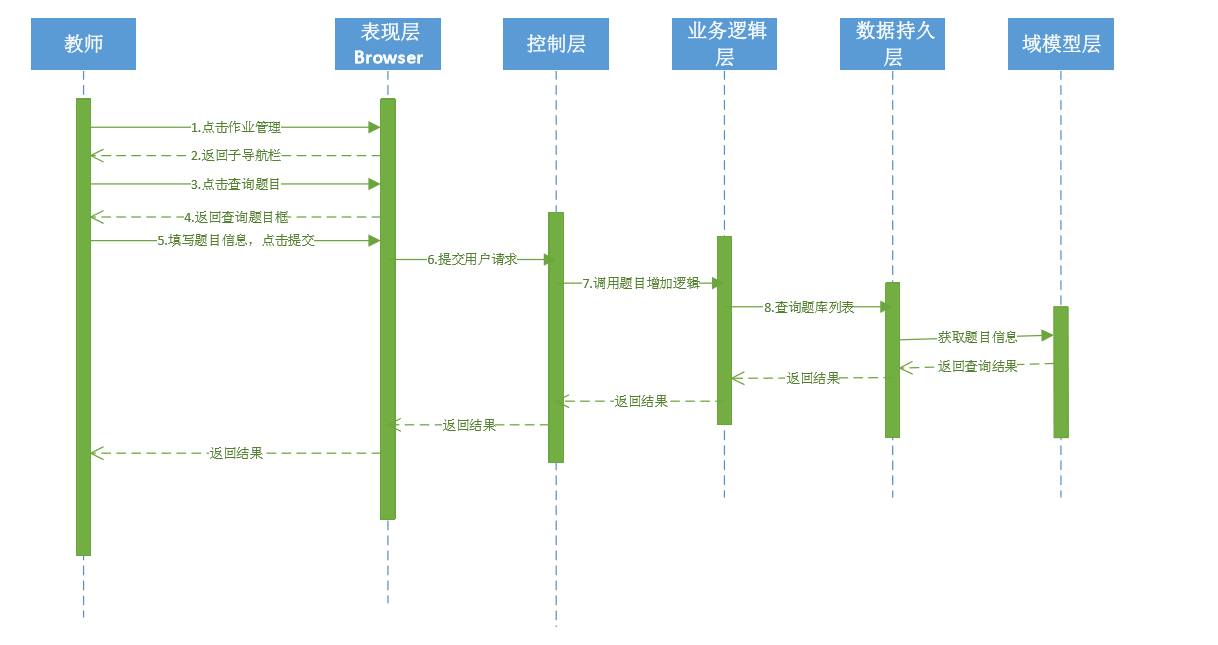 教师
表现层
Browser
控制层
业务逻辑
层
数据持久
层
域模型层
1.点击作业管理
2.返回子导航栏
3.点击查询题目
4.返回查询题目框
5.填写题目信息，点击提交
6.提交用户请求
7.调用题目增加逻辑
8.查询题库列表
获取题目信息
返回查询结果
返回结果
返回结果
返回结果
返回结果